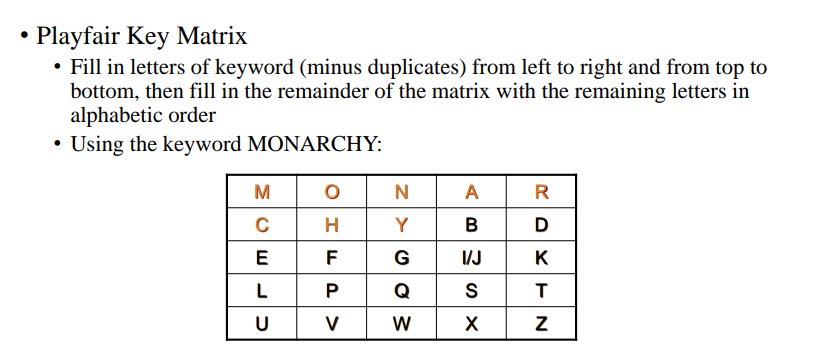 • Playfair Key Matrix
• Fill in letters of keyword (minus duplicates) from left to right and from top to
bottom, then fill in the remainder of the matrix with the remaining letters in
alphabetic order
• Using the keyword MONARCHY:
M O N A R
C H Y B D
E F G I/J K
L P Q S T
U V W X Z